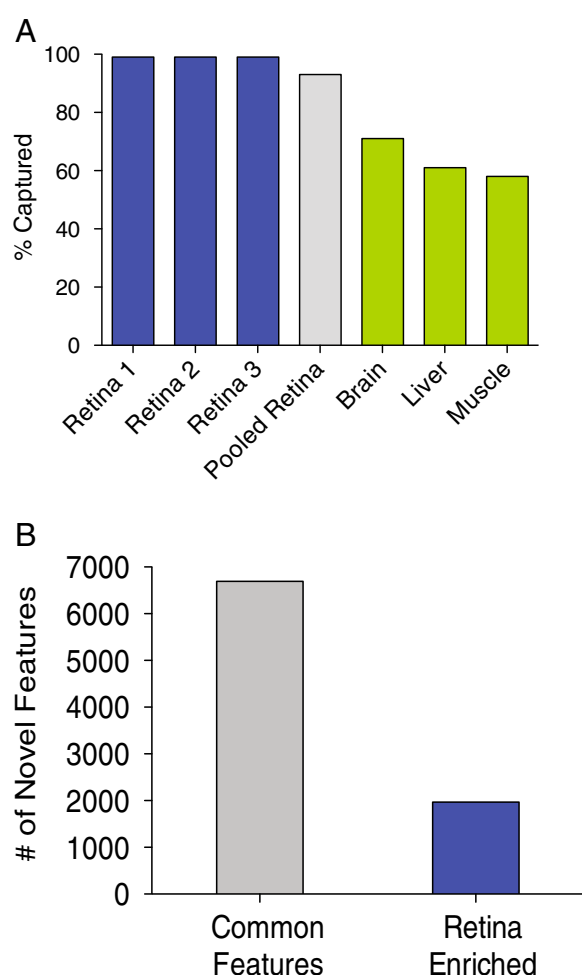 A
% Captured
100
80
60
40
20
0
Retina 1
Retina 2
Retina 3
Pooled Retina
Brain
Liver
Muscle
B
# of Novel Features
7000
6000
5000
4000
3000
2000
1000
0
Common
Features
Retina
Enriched